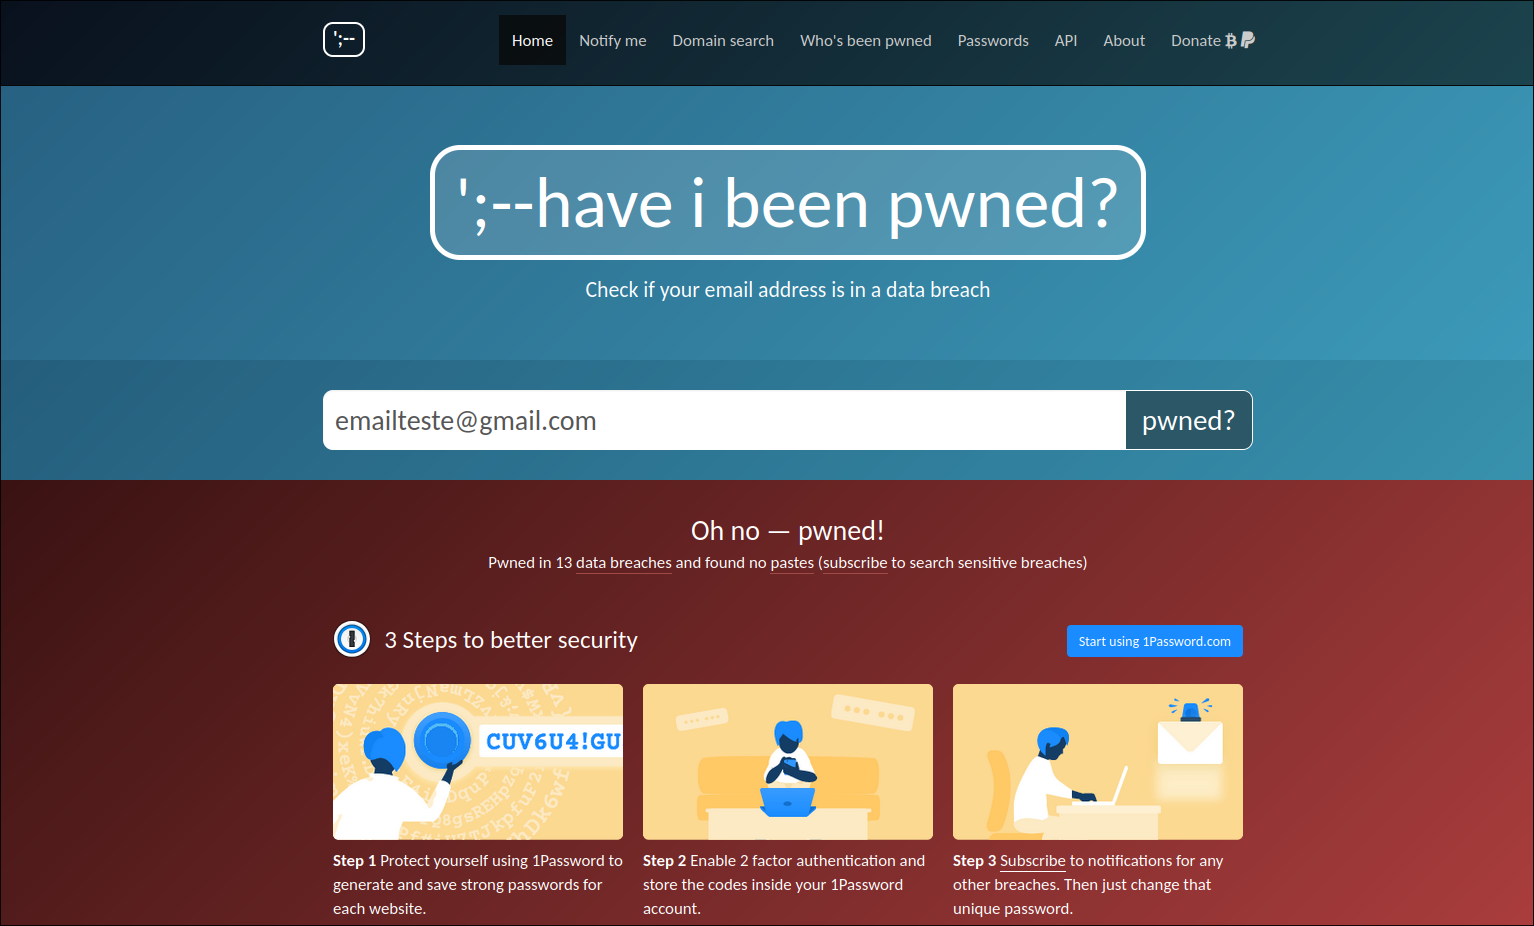 ';--
Home Notify me Domain search Who's been pwned Passwords API About Donate
';--have i been pwned?
Check if your email address is in a data breach
emailteste@gmail.com pwned?
Oh no — pwned!
Pwned in 13 data breaches and found no pastes (subscribe to search sensitive breaches)
3 Steps to better security
Start using 1Password.com
CUV6U4!GU
Step 1 Protect yourself using 1Password to
generate and save strong passwords for
each website.
Step 2 Enable 2 factor authentication and
store the codes inside your 1Password
account.
Step 3 Subscribe to notifications for any
other breaches. Then just change that
unique password.